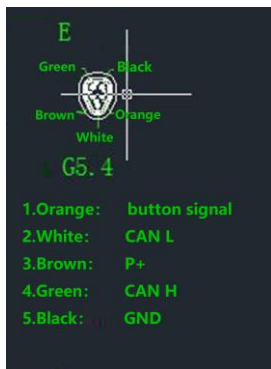 E
Green Black
Brown Orange
White
G5.4
1.Orange: button signal
2.White: CAN L
3.Brown: P+
4.Green: CAN H
5.Black: GND